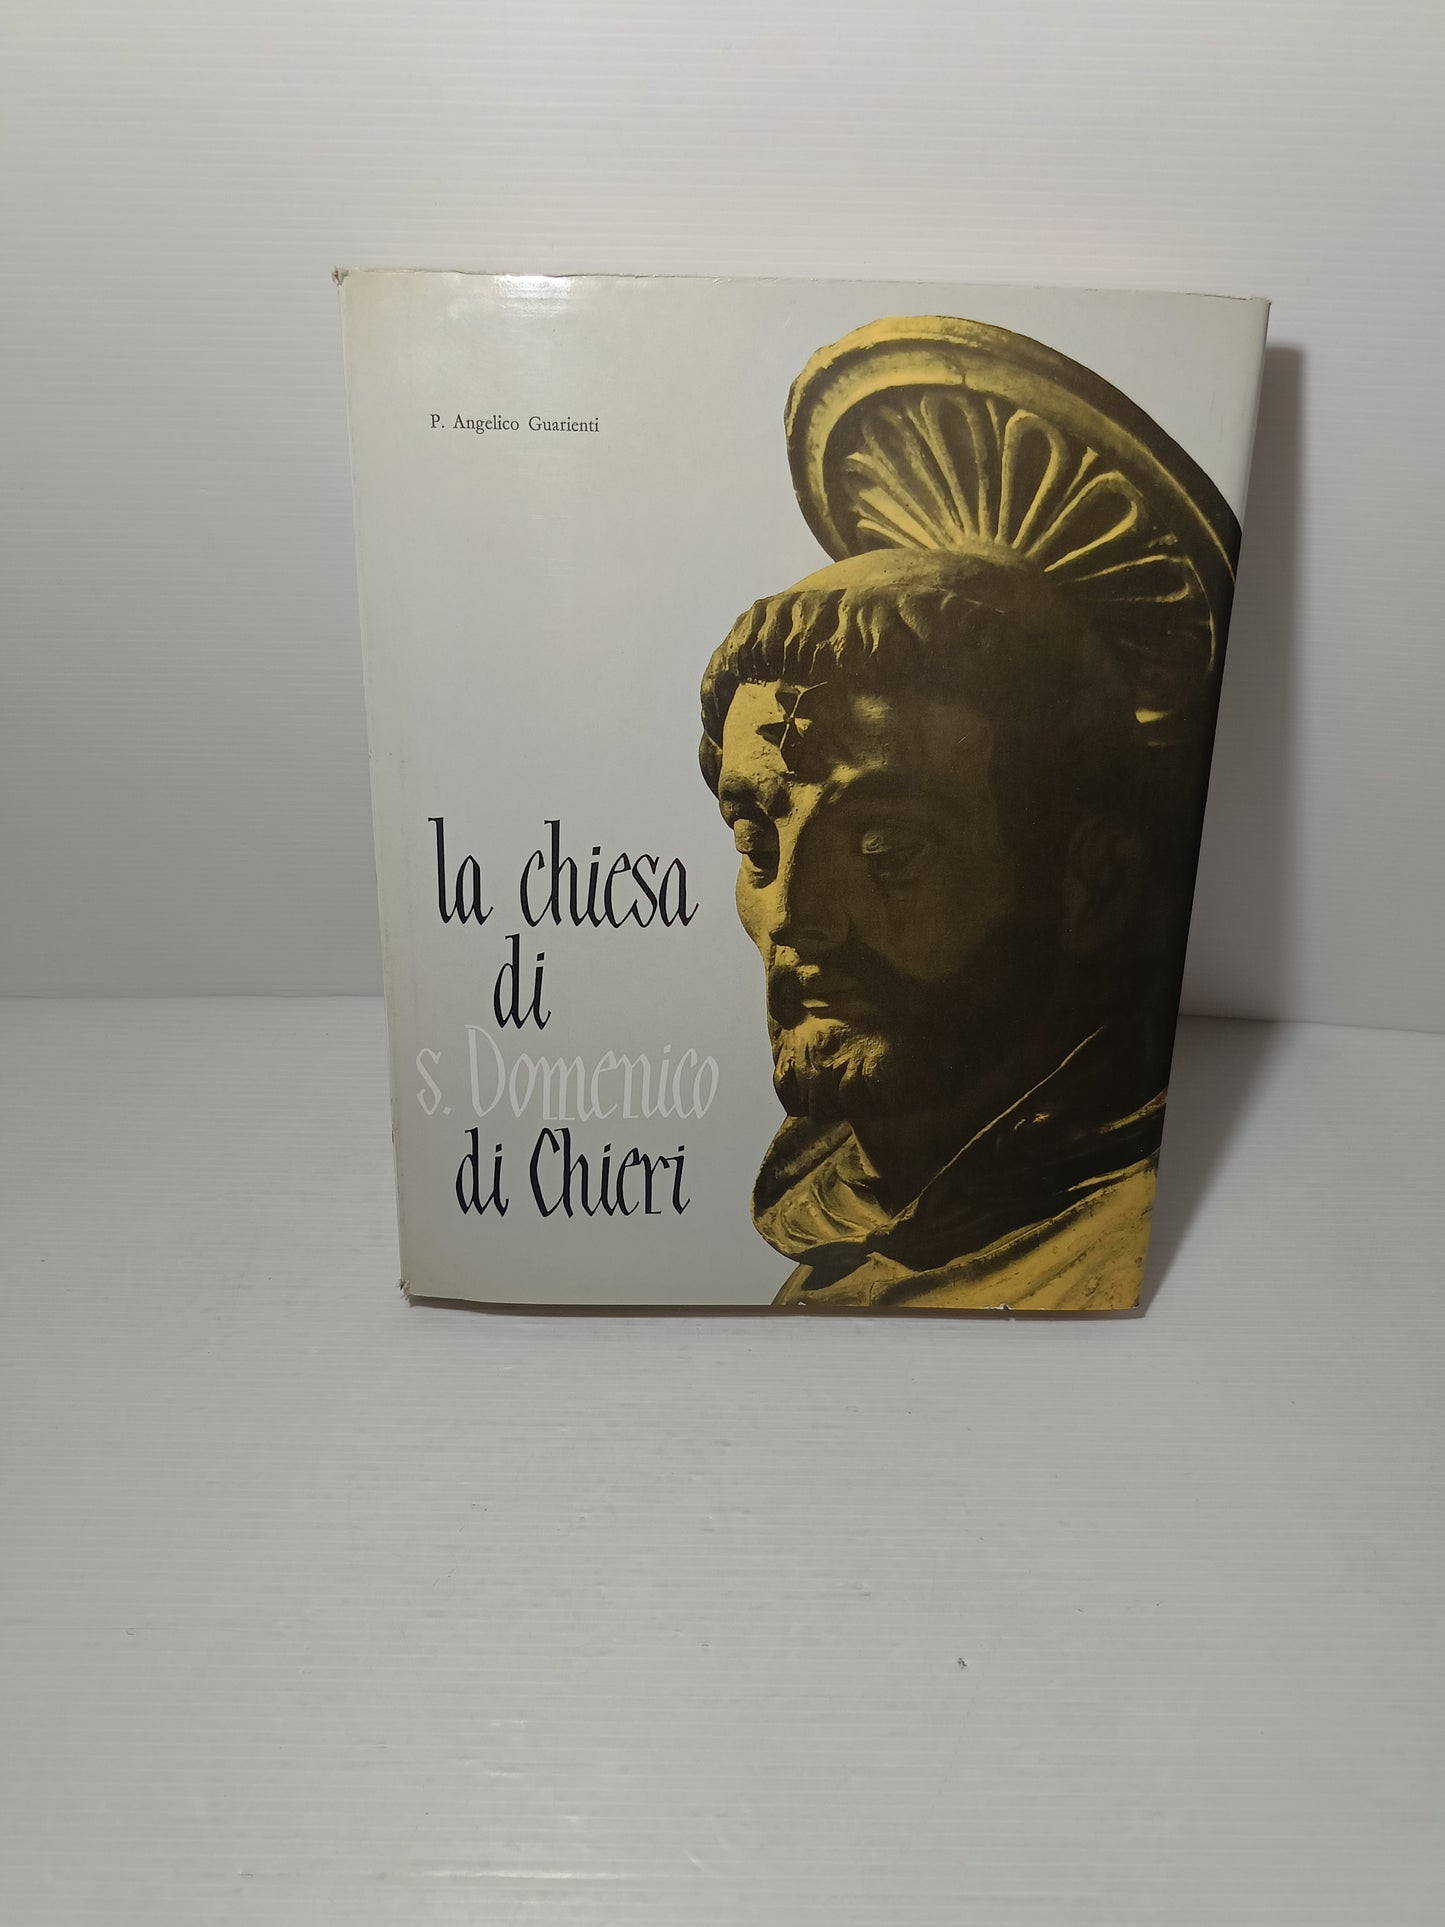 P. Angelico Guarienti
la chiesa
di
s. Domenico
di Chieri